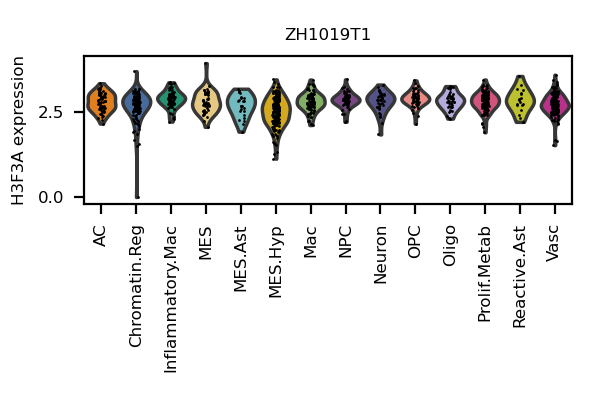 ZH1019T1
H3F3A expression
2.5
0.0
AC
Chromatin.Reg
Inflammatory.Mac
MES
MES.Ast
MES.Hyp
Mac
NPC
Neuron
OPC
Oligo
Prolif.Metab
Reactive.Ast
Vasc